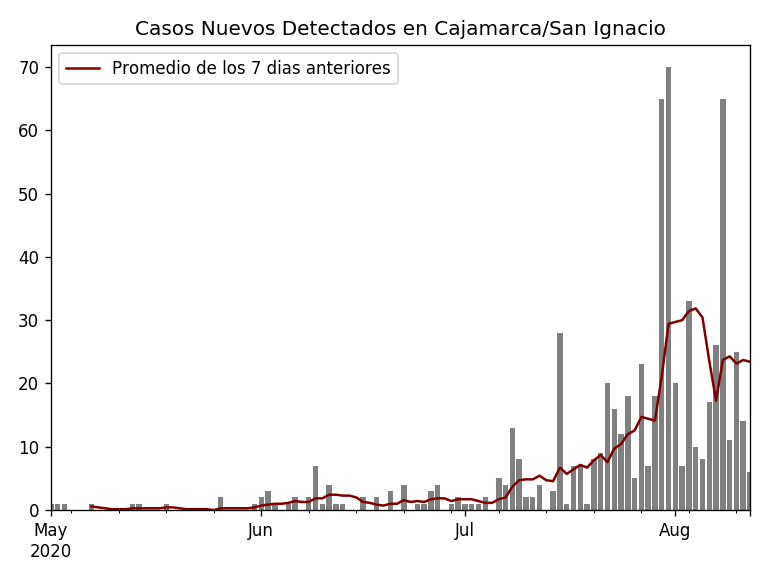 Casos Nuevos Detectados en Cajamarca/San Ignacio
Promedio de los 7 dias anteriores
70
60
50
40
30
20
10
0
May
2020
Jun
Jul
Aug